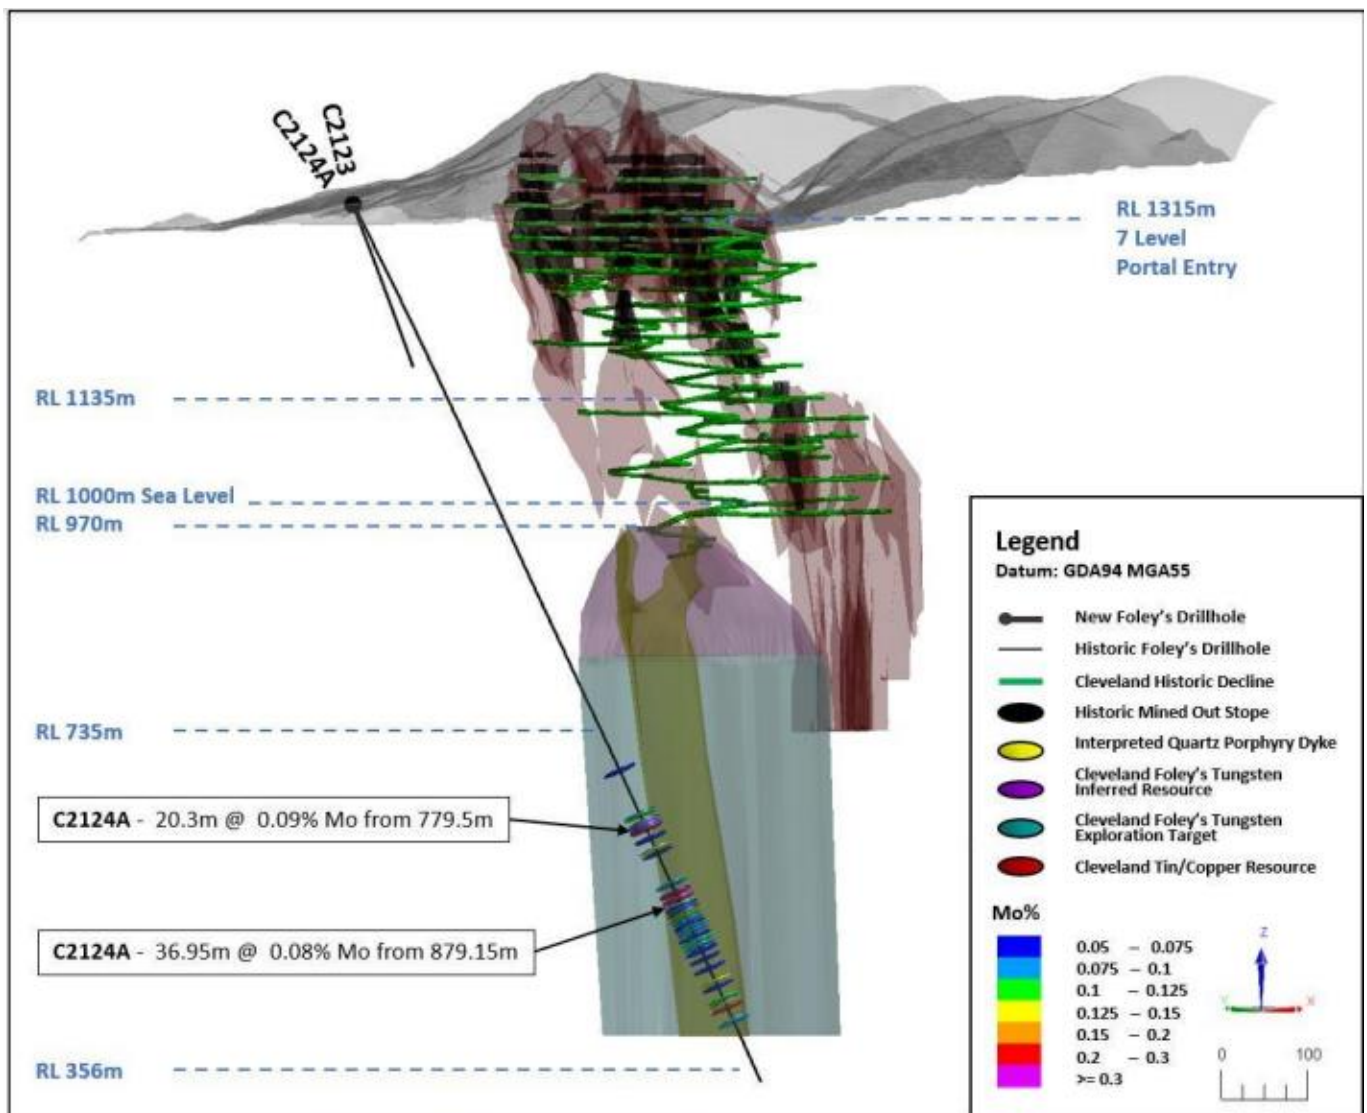 C2123
C2124A
RL 1315m
7 Level
Portal Entry
RL 1135m
RL 1000m Sea Level
RL 970m
RL 735m
C2124A - 20.3m @ 0.09% Mo from 779.5m
C2124A - 36.95m @ 0.08% Mo from 879.15m
RL 356m
Legend
Datum: GDA94 MGA55
New Foley's Drillhole
Historic Foley's Drillhole
Cleveland Historic Decline
Historic Mined Out Stope
Interpreted Quartz Porphyry Dyke
Cleveland Foley's Tungsten
Inferred Resource
Cleveland Foley's Tungsten
Exploration Target
Cleveland Tin/Copper Resource
Mo%
0.05 – 0.075
0.075 – 0.1
0.1 – 0.125
0.125 – 0.15
0.15 – 0.2
0.2 – 0.3
>= 0.3
Z
Y X
0 100